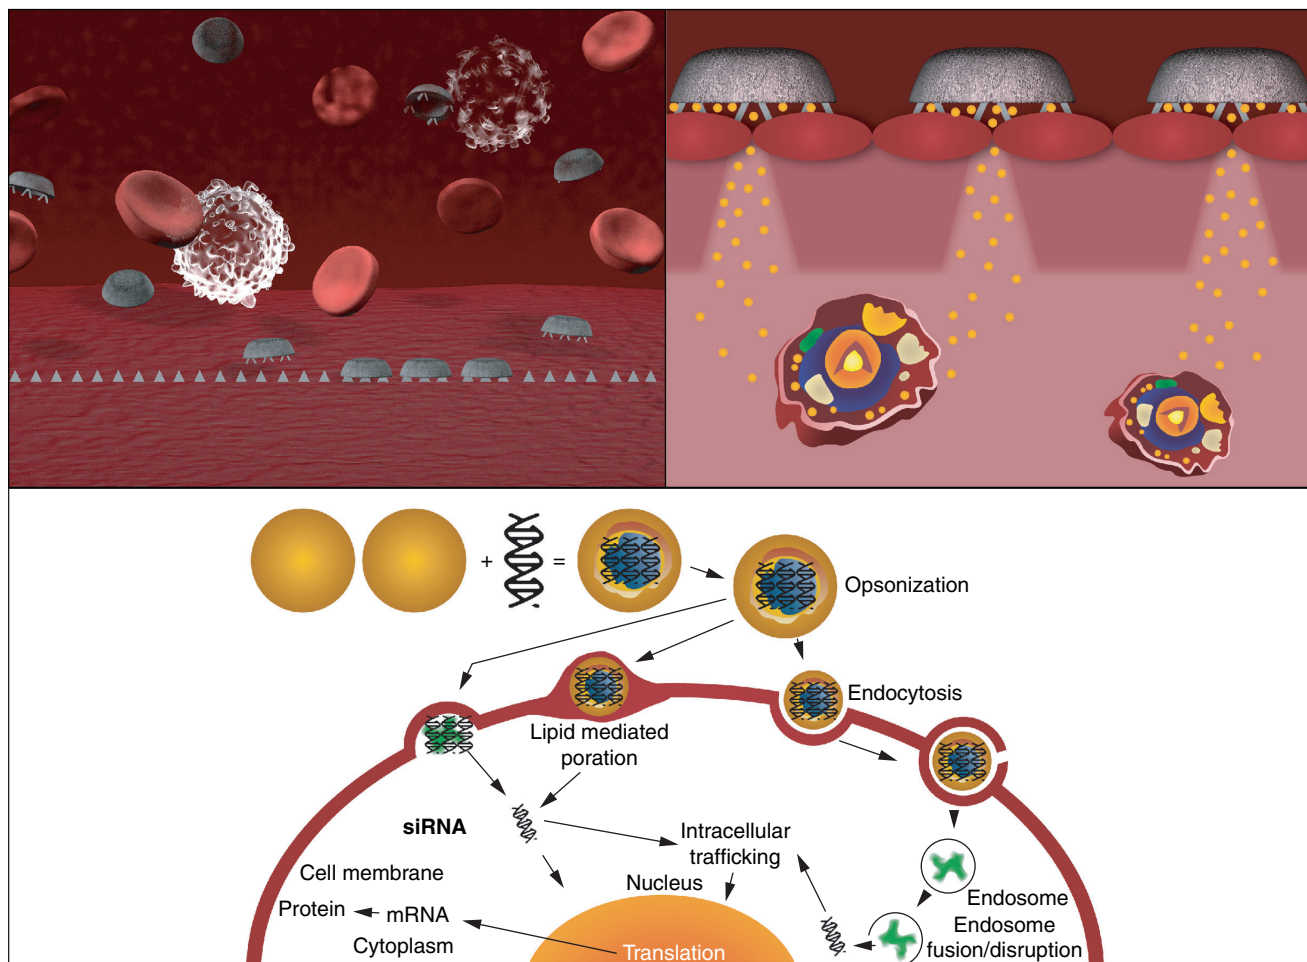 +
=
Opsonization
Endocytosis
Lipid mediated
poration
siRNA
Intracellular
trafficking
Cell membrane
Nucleus
Endosome
Protein
mRNA
Endosome
fusion/disruption
Cytoplasm
Translation